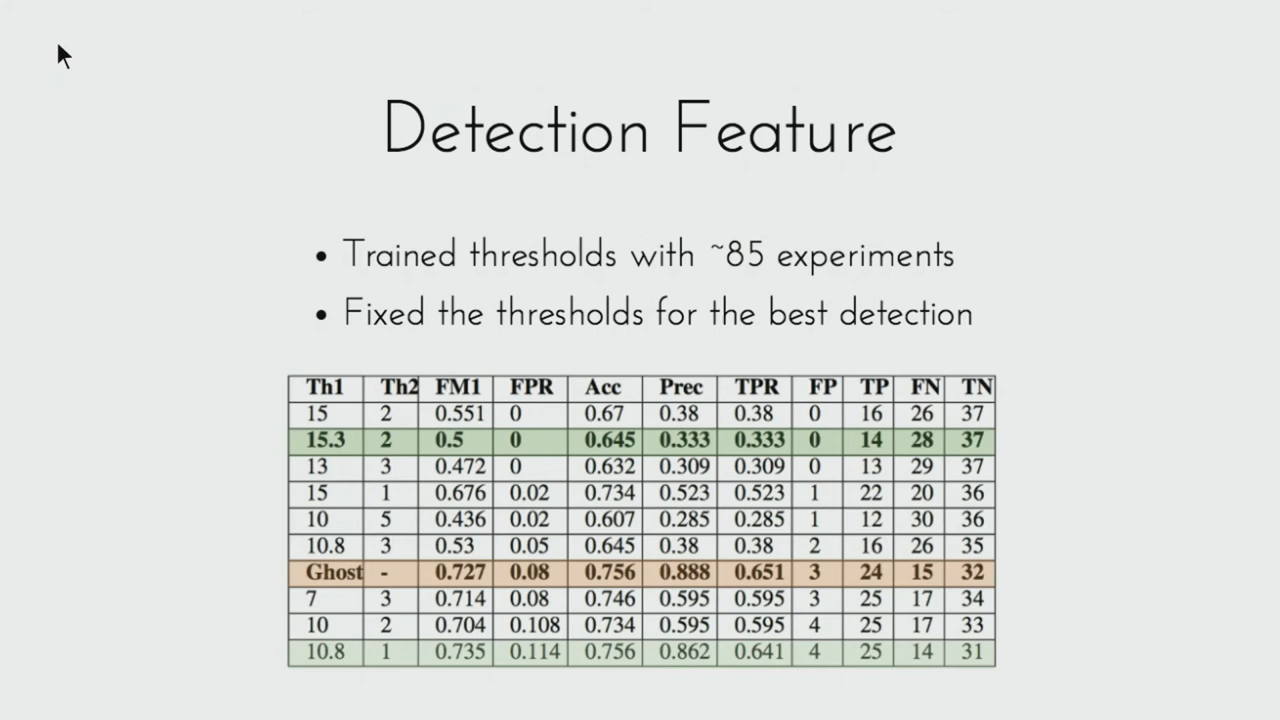 Detection Feature
• Trained thresholds with ~85 experiments
• Fixed the thresholds for the best detection
Th1 Th2 FM1 FPR Acc Prec TPR FP TP FN TN
15 2 0.551 0 0.67 0.38 0.38 0 16 26 37
15.3 2 0.5 0 0.645 0.333 0.333 0 14 28 37
13 3 0.472 0 0.632 0.309 0.309 0 13 29 37
15 1 0.676 0.02 0.734 0.523 0.523 1 22 20 36
10 5 0.436 0.02 0.607 0.285 0.285 1 12 30 36
10.8 3 0.53 0.05 0.645 0.38 0.38 2 16 26 35
Ghost - 0.727 0.08 0.756 0.888 0.651 3 24 15 32
7 3 0.714 0.08 0.746 0.595 0.595 3 25 17 34
10 2 0.704 0.108 0.734 0.595 0.595 4 25 17 33
10.8 1 0.735 0.114 0.756 0.862 0.641 4 25 14 31